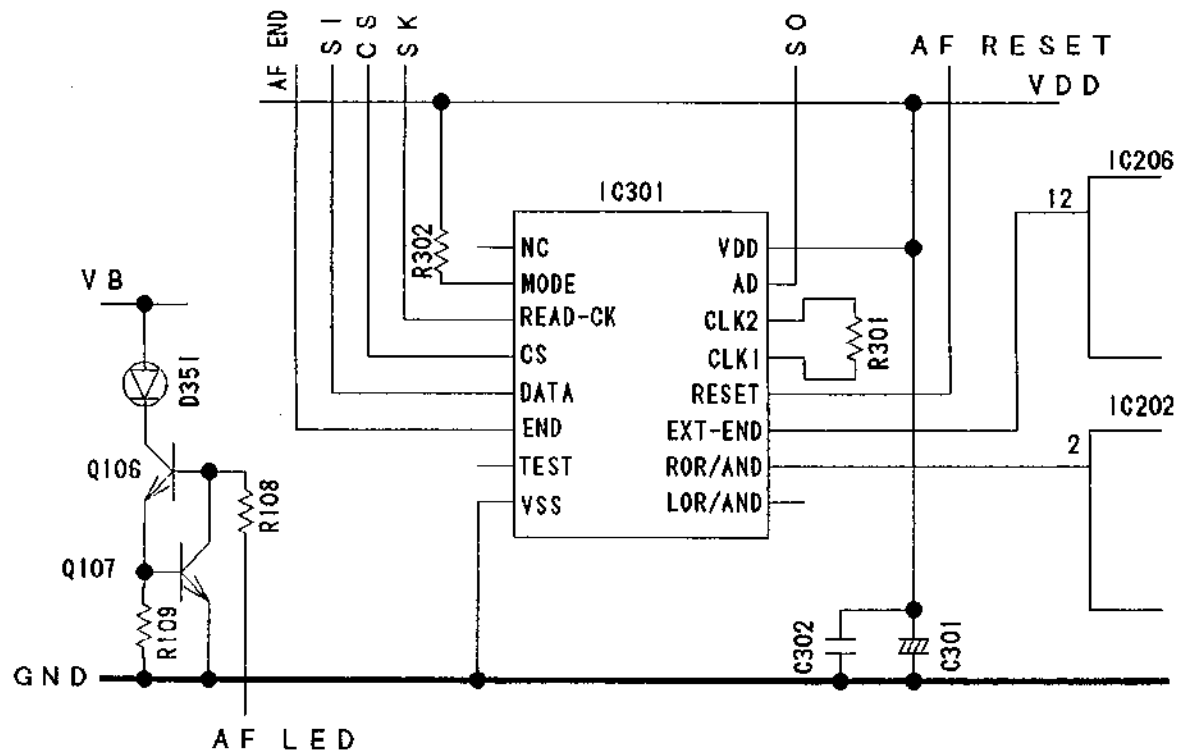 AF END
SI
CS
SK
SO
AF RESET
VDD
IC206
12
IC301
R302
NC
MODE
READ-CK
CS
DATA
END
TEST
VSS
VDD
AD
CLK2
CLK1
RESET
EXT-END
ROR/AND
LOR/AND
R301
IC202
2
VB
D351
Q106
R108
Q107
R109
C302
C301
GND
AF LED